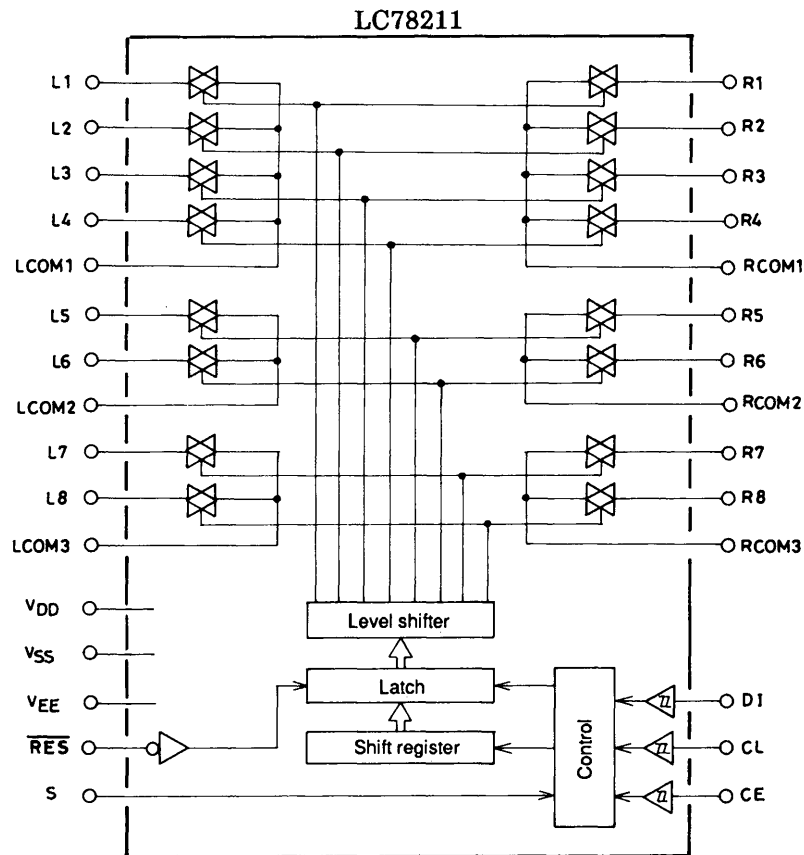 LC78211
L1
R1
L2
R2
L3
R3
L4
R4
LCOM1
RCOM1
L5
R5
L6
R6
LCOM2
RCOM2
L7
R7
L8
R8
LCOM3
RCOM3
VDD
Level shifter
VSS
Latch
VEE
DI
RES
Shift register
Control
CL
S
CE